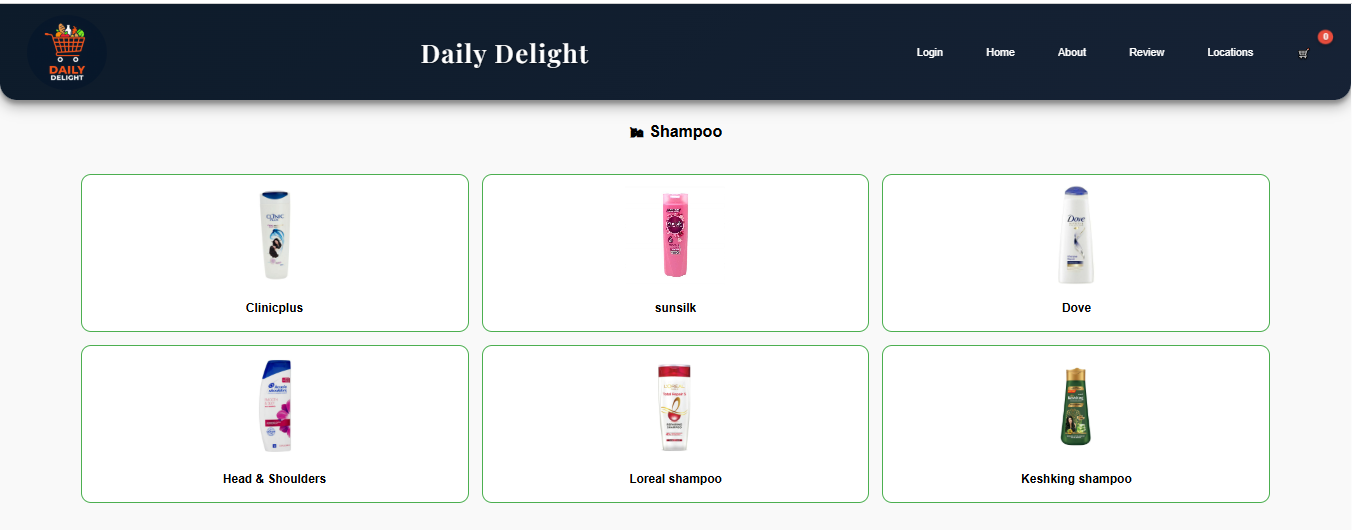 DAILY
DELIGHT
Daily Delight
Login Home About Review Locations 0
Shampoo
Dove
Clinicplus sunsilk Dove
Head & Shoulders Loreal shampoo Keshking shampoo